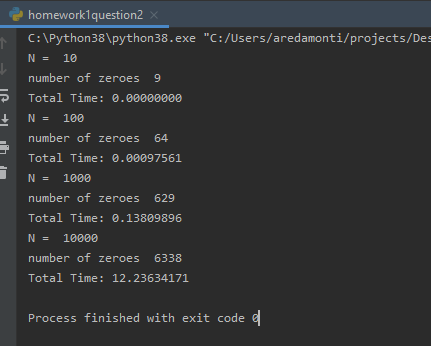 homework1question2
C:\Python38\python38.exe "C:/Users/aredamonti/projects/Des
N =  10
number of zeroes  9
Total Time: 0.00000000
N =  100
number of zeroes  64
Total Time: 0.00097561
N =  1000
number of zeroes  629
Total Time: 0.13809896
N =  10000
number of zeroes  6338
Total Time: 12.23634171
Process finished with exit code 0